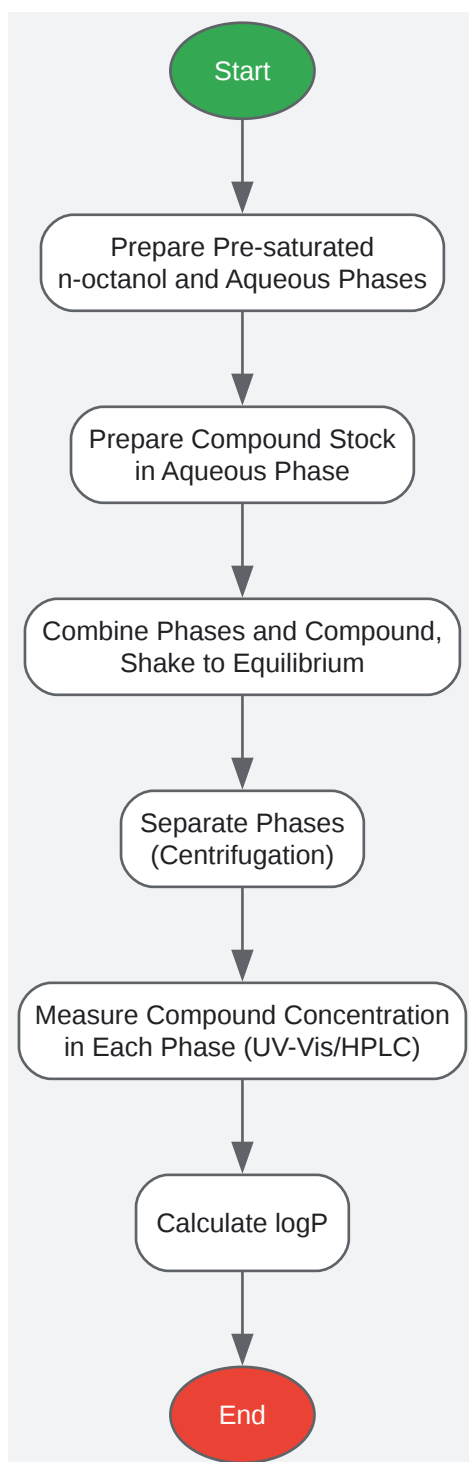 Start
Prepare Pre-saturated
n-octanol and Aqueous Phases
Prepare Compound Stock
in Aqueous Phase
Combine Phases and Compound,
Shake to Equilibrium
Separate Phases
(Centrifugation)
Measure Compound Concentration
in Each Phase (UV-Vis/HPLC)
Calculate logP
End